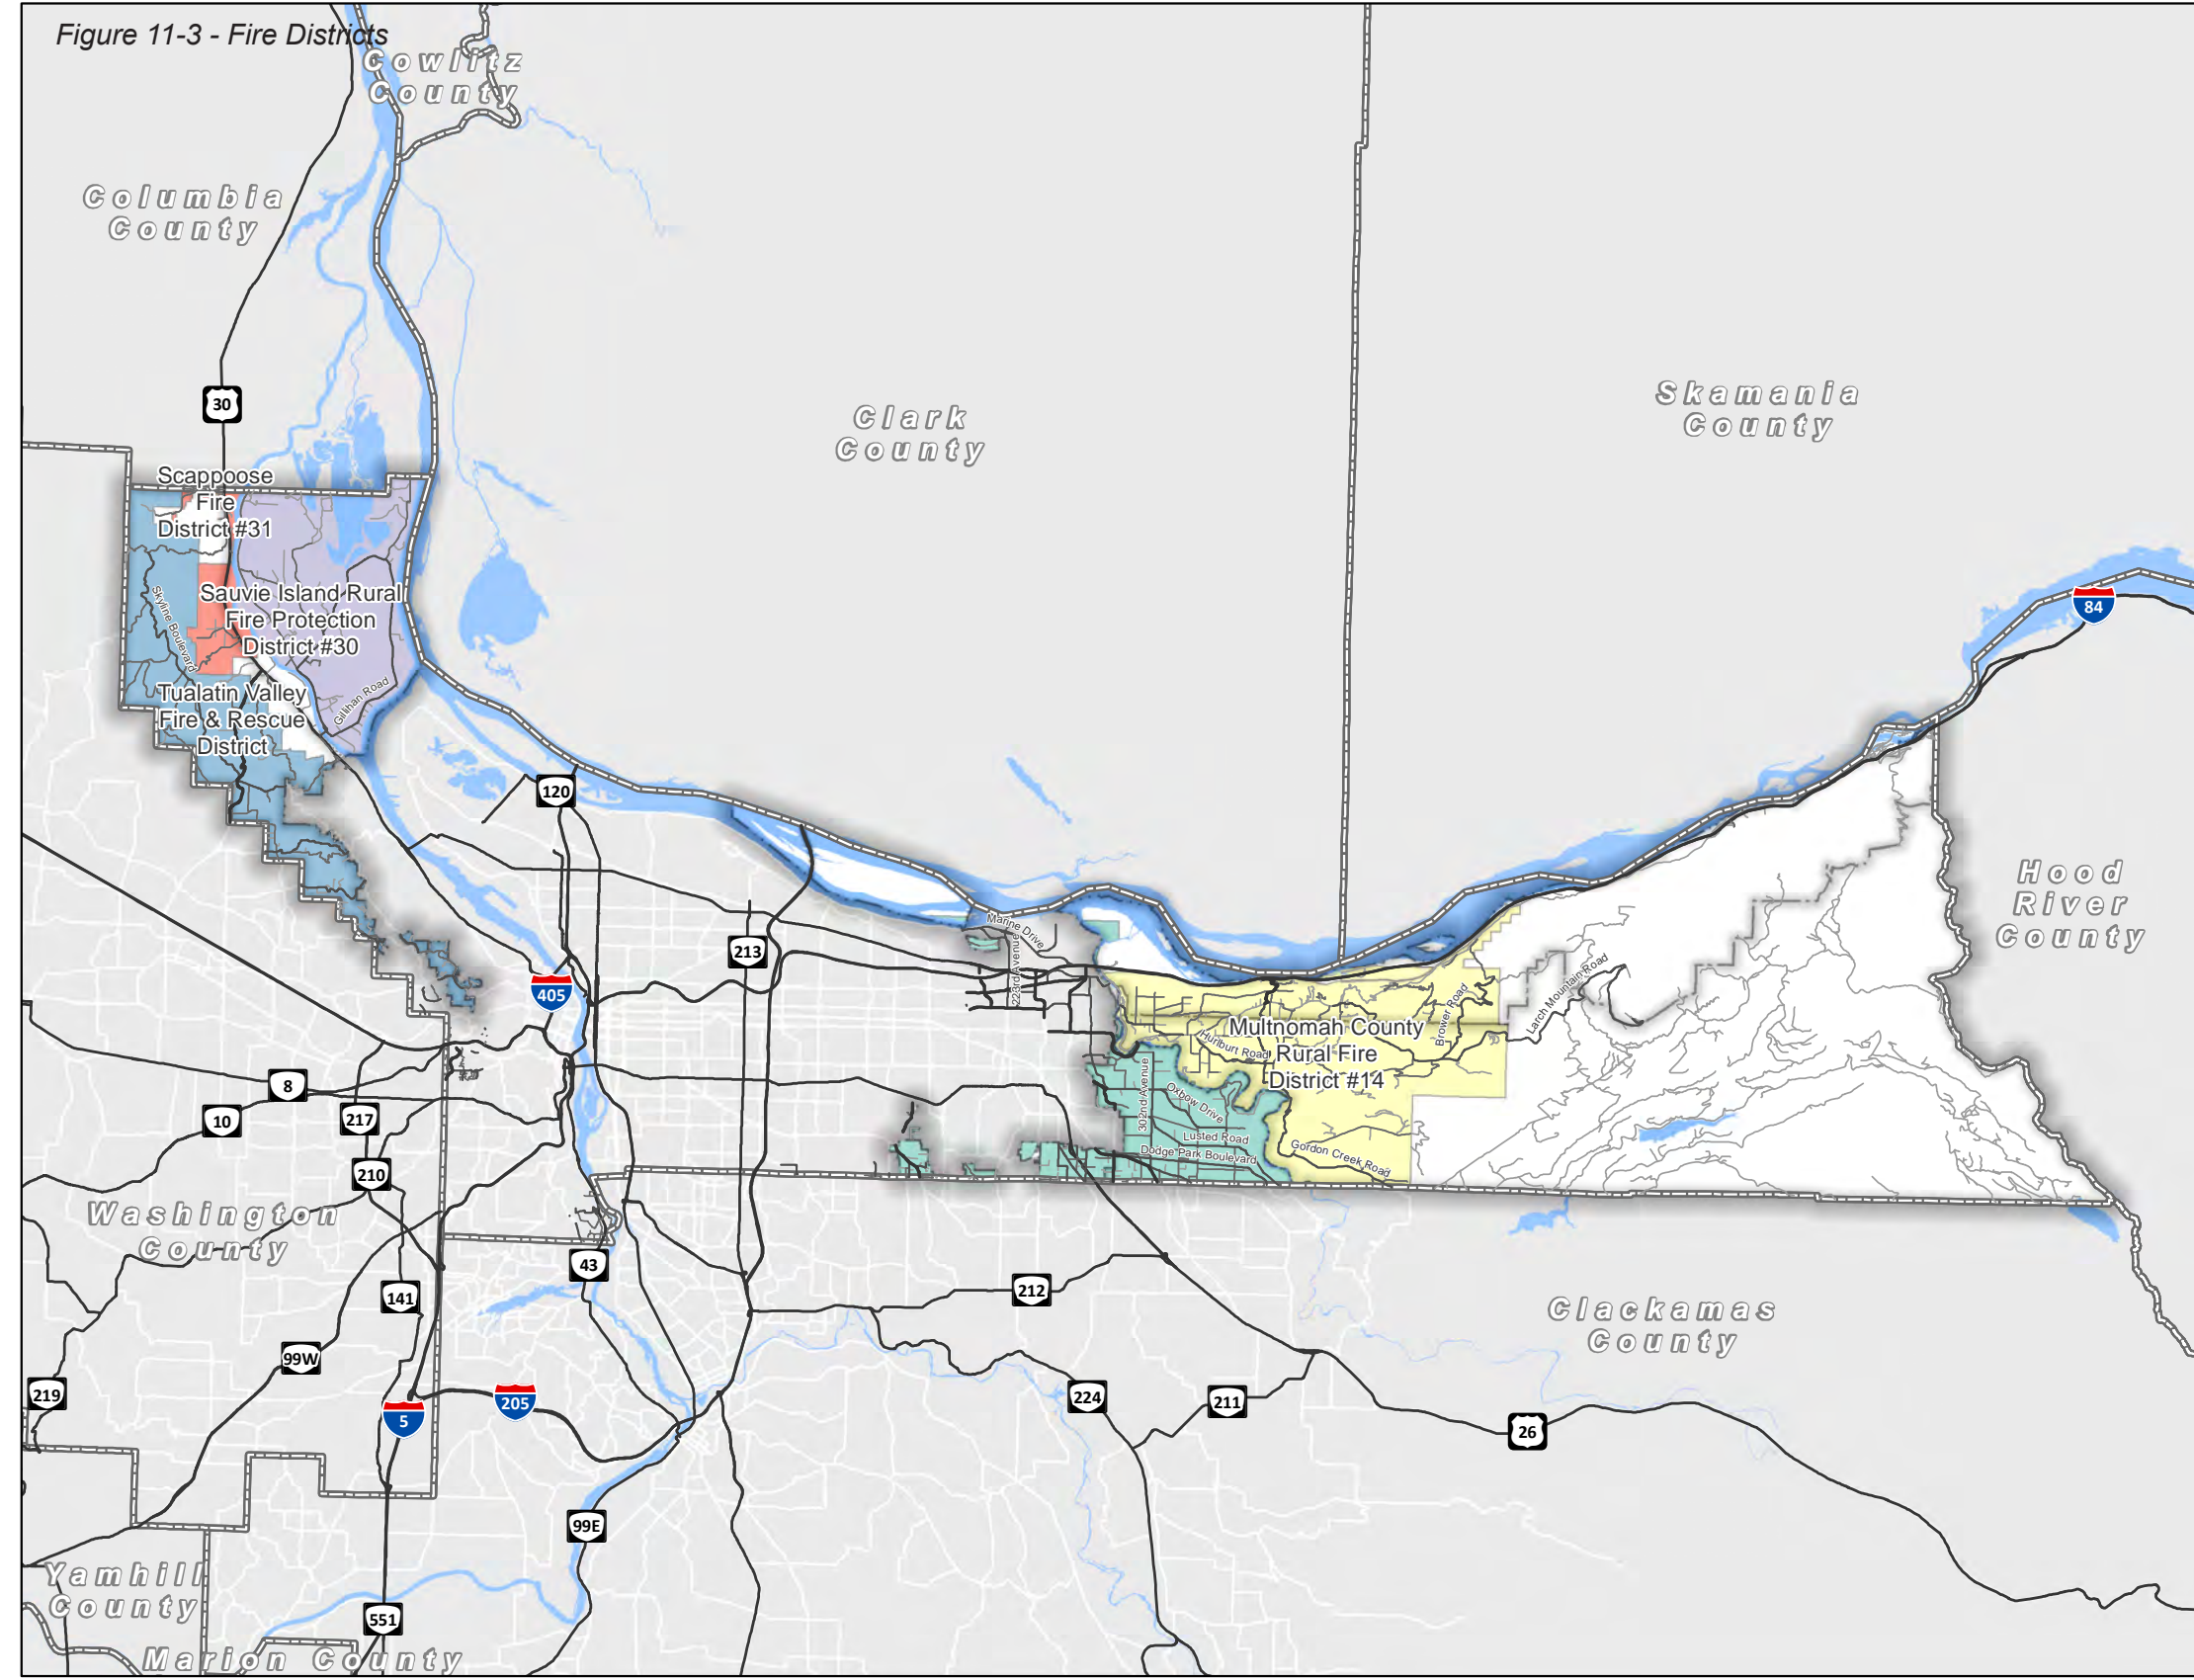 Figure 11-3 - Fire Districts
Cowlitz
County
Columbia
County
30
Clark
County
Skamania
County
Scappoose
Fire
District #31
Sauvie Island Rural
Fire Protection
District #30
Skyline Boulevard
Gillihan Road
Tualatin Valley
Fire & Rescue
District
84
120
Hood
River
County
213
Marine Drive
223rd Avenue
405
Larch Mountain Road
Brower Road
Multnomah County
Rural Fire
District #14
Hurlburt Road
302nd Avenue
Oxbow Drive
Lusted Road
Dodge Park Boulevard
Gordon Creek Road
8
10
217
210
Washington
County
43
141
212
Clackamas
County
99W
219
5
205
224
211
26
99E
Yamhill
County
551
Marion County